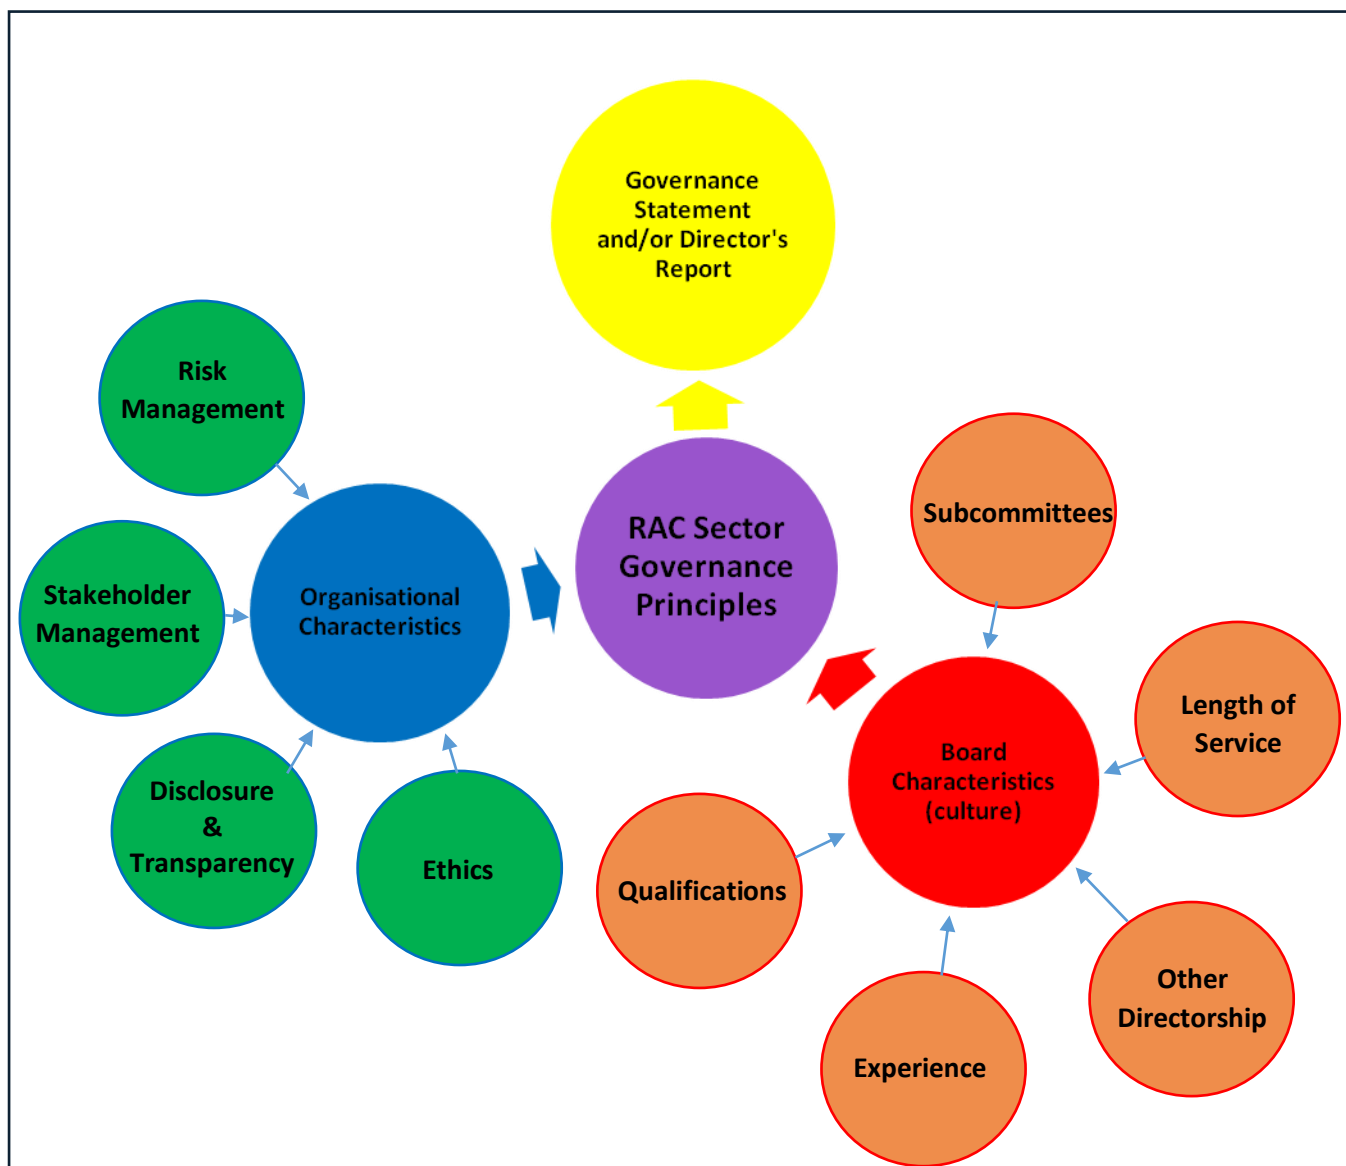 Governance
Statement
and/or Director's
Report
Risk
Management
Stakeholder
Management
Disclosure
&
Transparency
Ethics
Organisational
Characteristics
RAC Sector
Governance
Principles
Subcommittees
Length of
Service
Board
Characteristics
(culture)
Qualifications
Experience
Other
Directorship